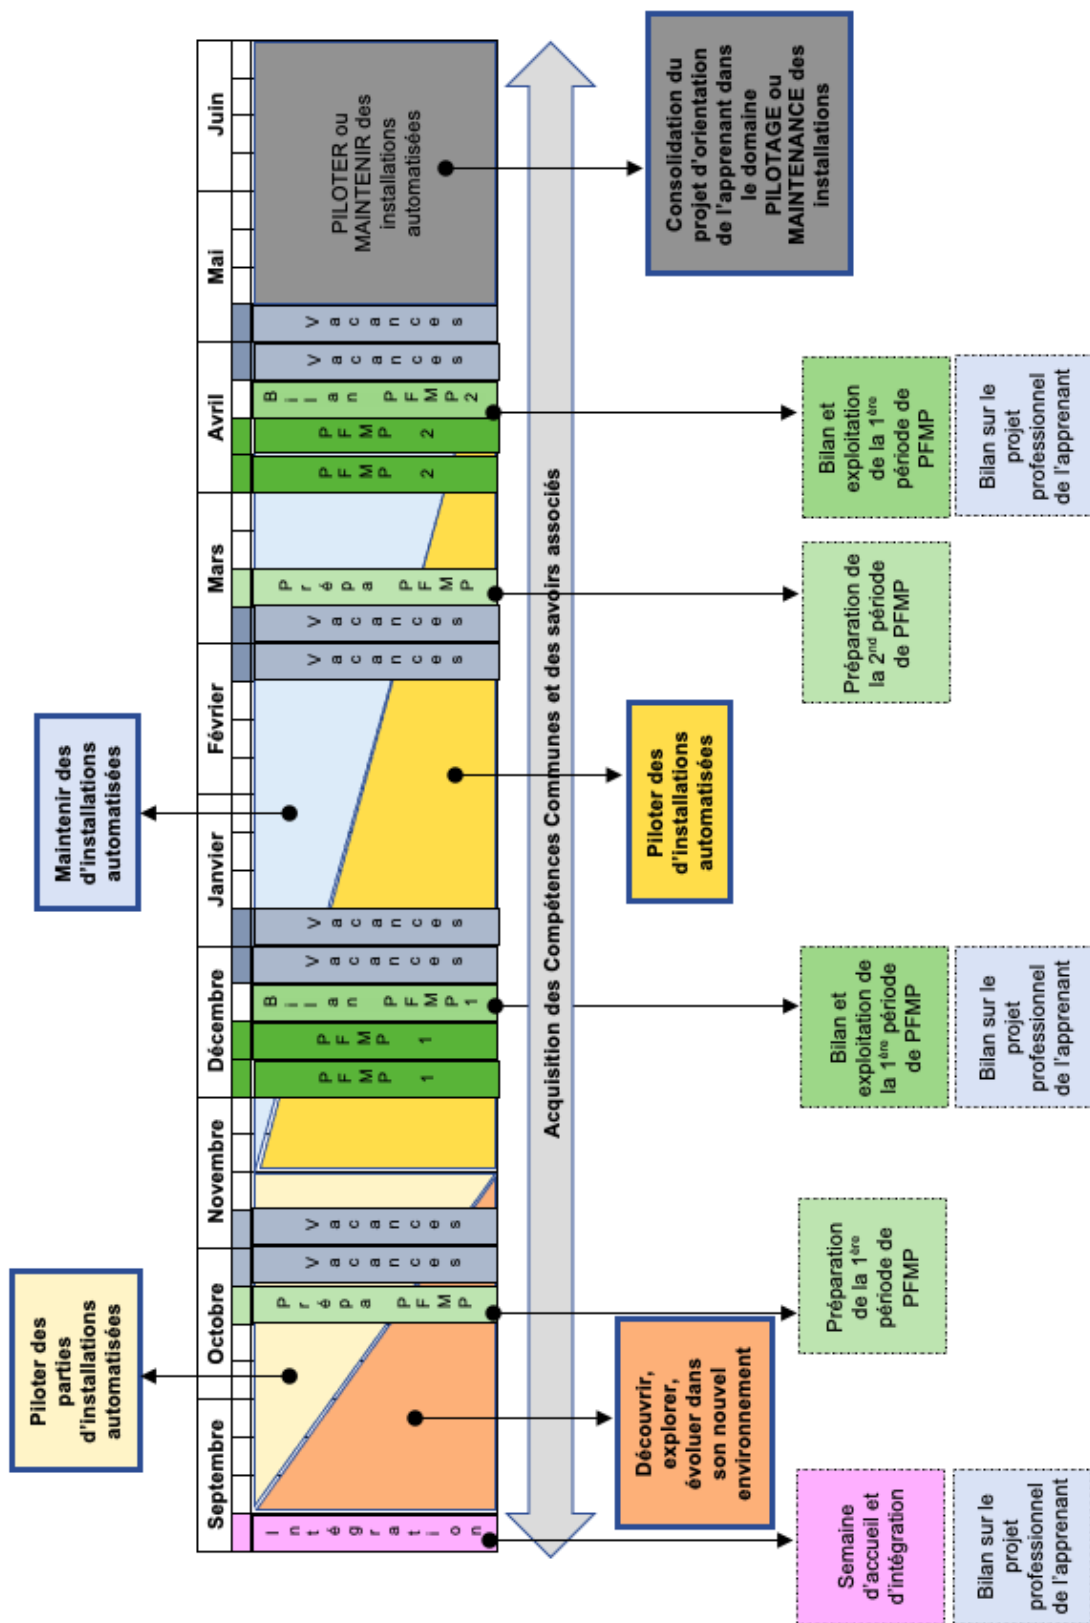 Piloter des
parties
d'installations
automatisées
Maintenir des
d'installations
automatisées
Septembre
Octobre
Novembre
Décembre
Janvier
Février
Mars
Avril
Mai
Juin
Intégration
Prépa PFMP
Vacances
Vacances
PFMP 1
PFMP 1
Bilan PFMP1
Vacances
Vacances
Vacances
Vacances
Prépa PFMP
PFMP 2
PFMP 2
Bilan PFMP2
Vacances
Vacances
PILOTER ou
MAINTENIR des
installations
automatisées
Acquisition des Compétences Communes et des savoirs associés
Découvrir,
explorer,
évoluer dans
son nouvel
environnement
Piloter des
d'installations
automatisées
Consolidation du
projet d'orientation
de l'apprenant dans
le domaine
PILOTAGE ou
MAINTENANCE des
installations
Semaine
d'accueil et
d'intégration
Préparation
de la 1ère
période de
PFMP
Bilan et
exploitation de
la 1ère période
de PFMP
Préparation de
la 2nd période
de PFMP
Bilan et
exploitation
de la 1ère
période de
PFMP
Bilan sur le
projet
professionnel
de l'apprenant
Bilan sur le
projet
professionnel
de l'apprenant
Bilan sur le
projet
professionnel
de l'apprenant